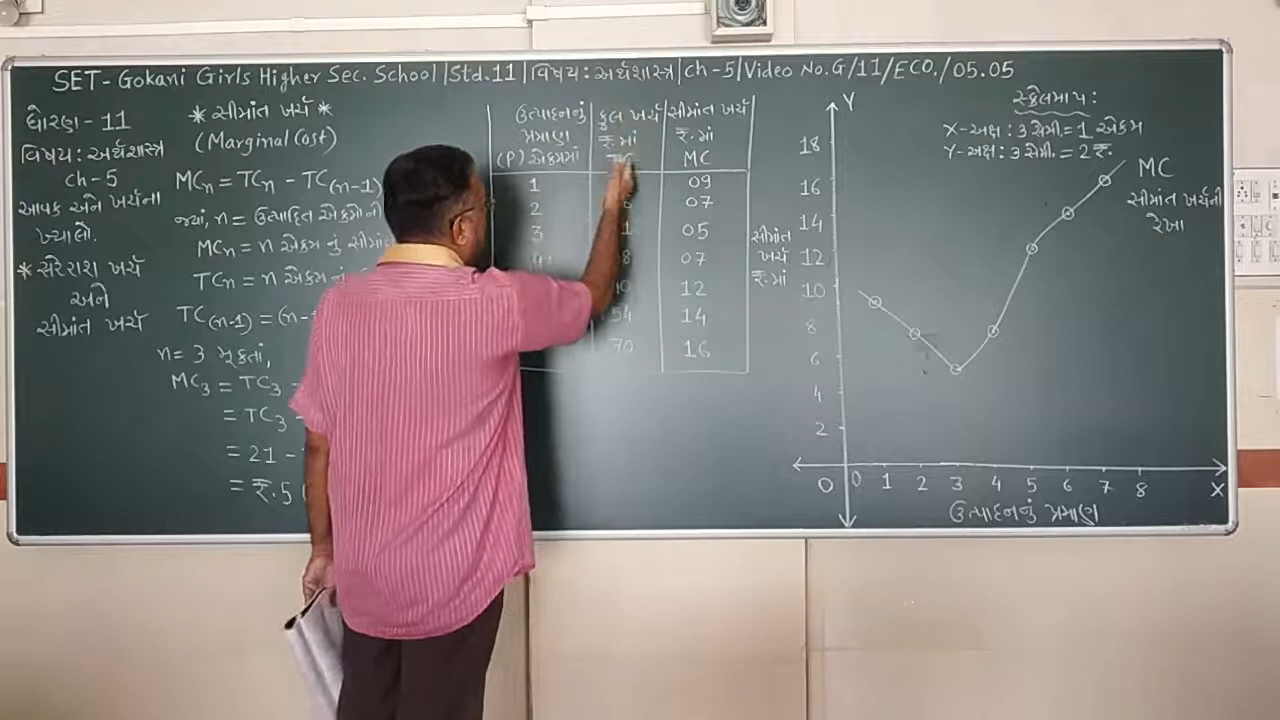 SET- Gokani Girls Higher Sec. School | Std.11 | વિષય: અર્થશાસ્ત્ર | ch-5 | Video No. G/11/ECO./05.05
ધોરણ - 11
વિષય: અર્થશાસ્ત્ર
ch-5
આવક અને ખર્ચના
ખ્યાલો.
* સરેરાશ ખર્ચ
અને
સીમાંત ખર્ચ
* સીમાંત ખર્ચ *
(Marginal Cost)
MCn = TCn - TC(n-1)
જ્યાં, n = ઉત્પાદિત એકમોની
MCn = n એકમ નું સીમાંત
TCn = n એકમ નું
TC(n-1) = (n-1
n = 3 મૂકતાં,
MC3 = TC3 -
= TC3 -
= 21 -
= ₹.5
ઉત્પાદનનું પ્રમાણ (P) એકમમાં
કુલ ખર્ચ ₹.માં
સીમાંત ખર્ચ ₹.માં MC
1 09
2 07
3 1 05
8 07
12
54 14
70 16
સ્કેલમાપ:
X-અક્ષ: 3 સેમી. = 1 એકમ
Y-અક્ષ: 3 સેમી. = 2 ₹.
Y
18
16
14
12
10
8
6
4
2
સીમાંત
ખર્ચ
₹.માં
MC
સીમાંત ખર્ચની
રેખા
O 0 1 2 3 4 5 6 7 8 X
ઉત્પાદનનું પ્રમાણ